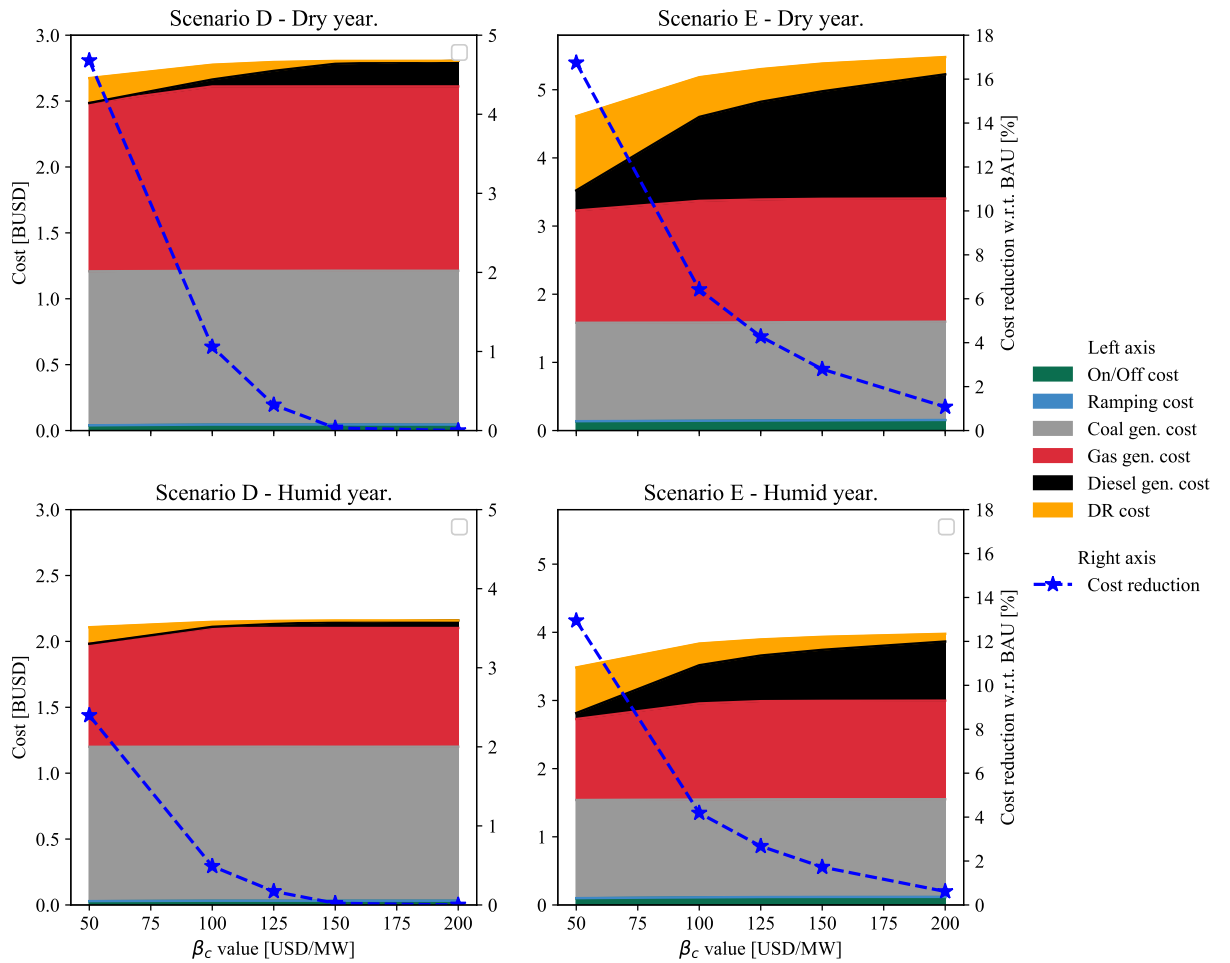 Scenario D - Dry year.
3.0
2.5
2.0
1.5
1.0
0.5
0.0
Cost [BUSD]
5
4
3
2
1
0
Scenario E - Dry year.
5
4
3
2
1
0
18
16
14
12
10
8
6
4
2
0
Cost reduction w.r.t. BAU [%]
Left axis
On/Off cost
Ramping cost
Coal gen. cost
Gas gen. cost
Diesel gen. cost
DR cost
Right axis
Cost reduction
Scenario D - Humid year.
3.0
2.5
2.0
1.5
1.0
0.5
0.0
Cost [BUSD]
5
4
3
2
1
0
50 75 100 125 150 175 200
β_c value [USD/MW]
Scenario E - Humid year.
5
4
3
2
1
0
18
16
14
12
10
8
6
4
2
0
Cost reduction w.r.t. BAU [%]
50 75 100 125 150 175 200
β_c value [USD/MW]